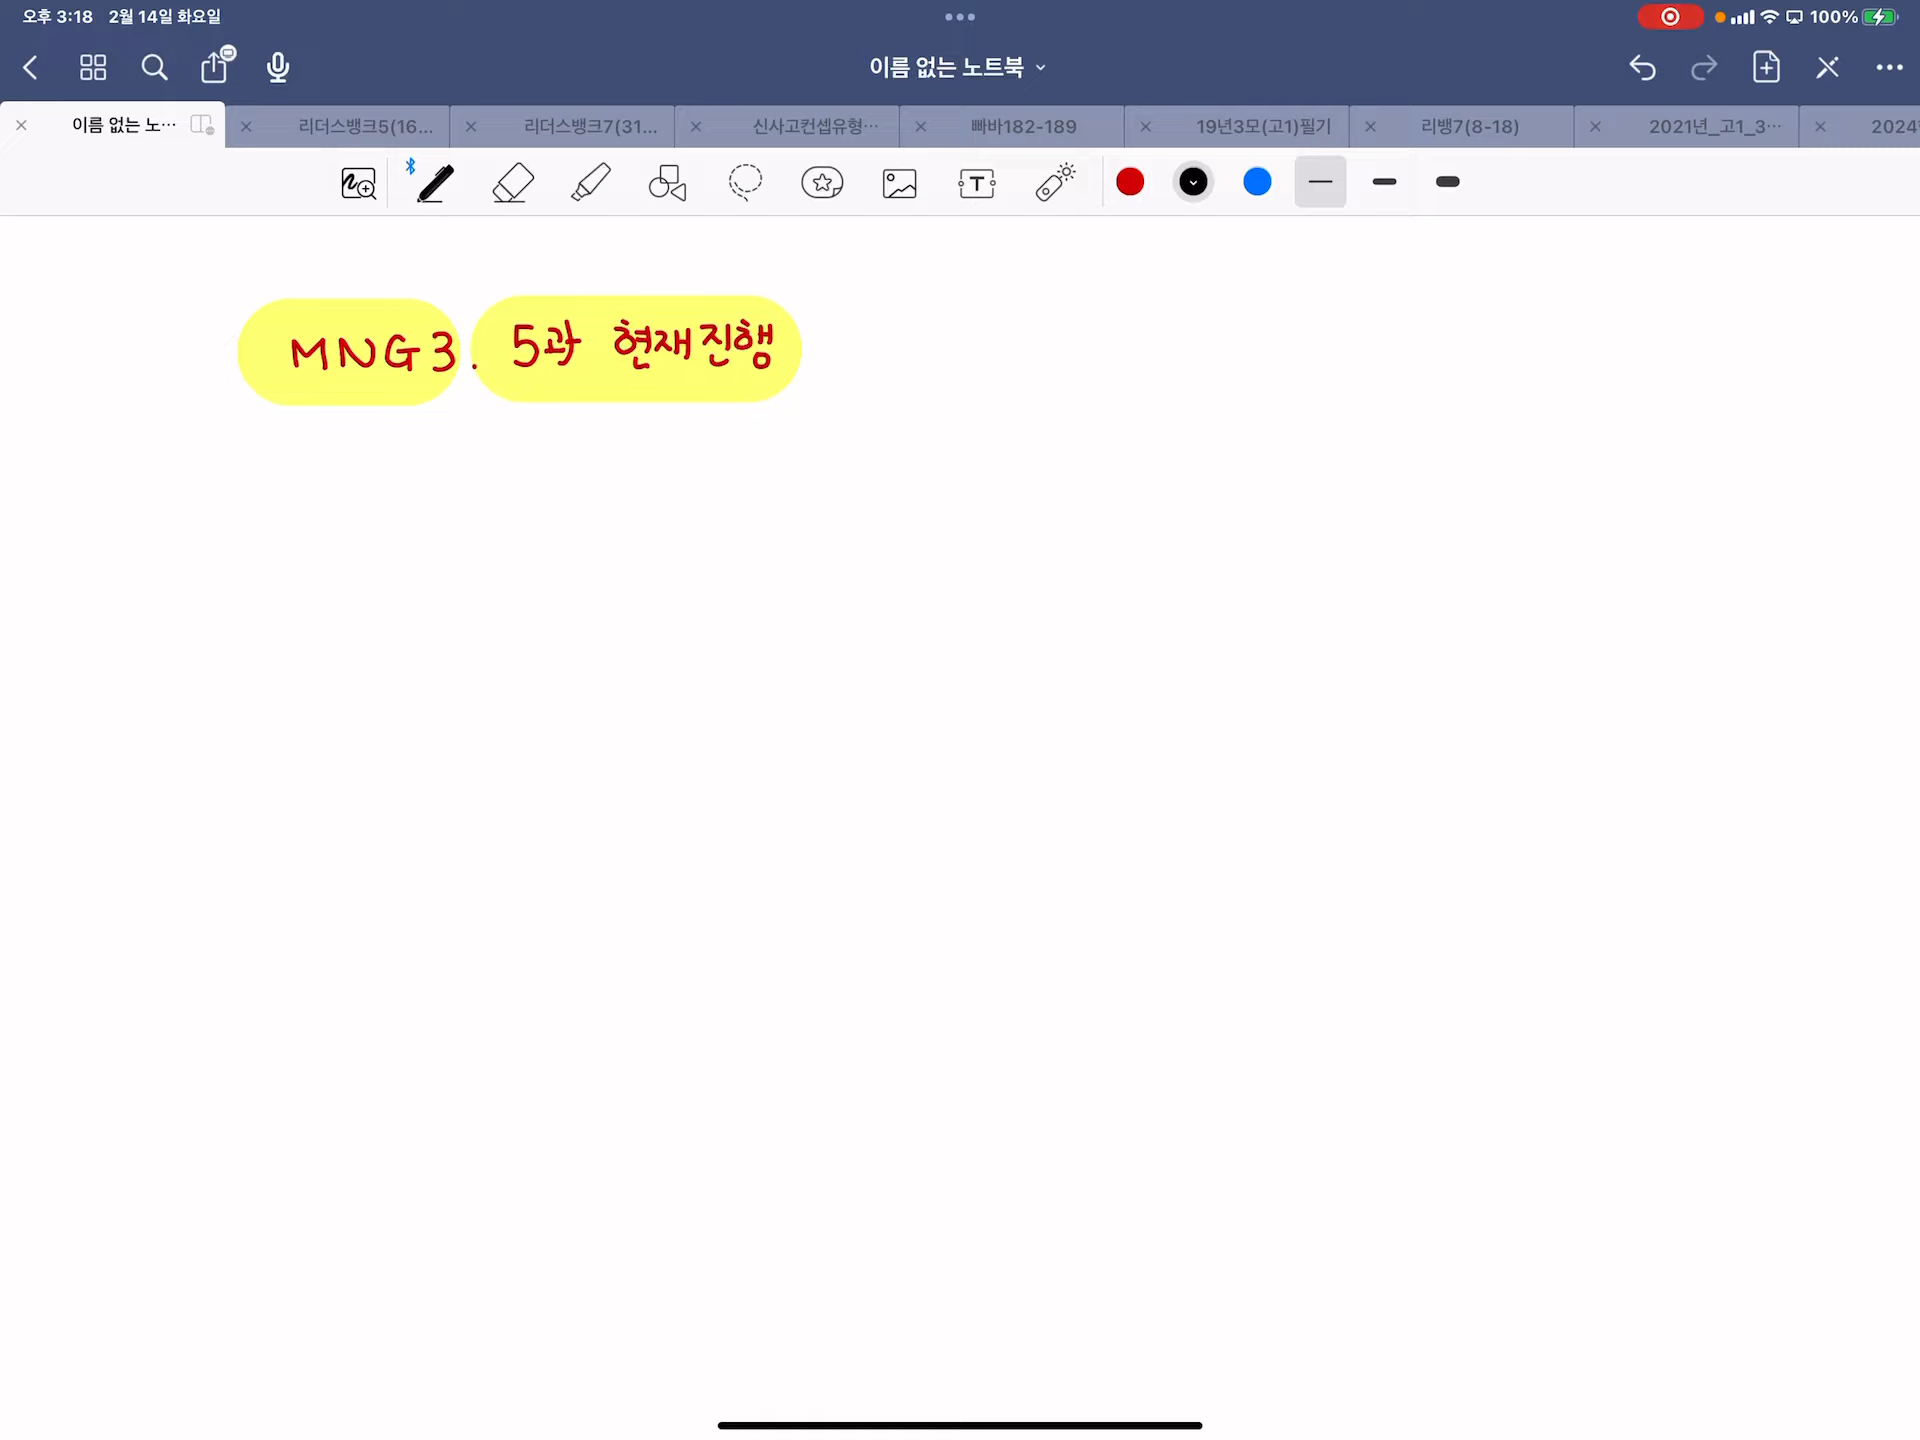 오후 3:18 2월 14일 화요일
100%
이름 없는 노트북
이름 없는 노…
리더스뱅크5(16...
리더스뱅크7(31...
신사고컨셉유형…
빠바182-189
19년3모(고1)필기
리뱅7(8-18)
2021년_고1_3…
2024
MNG3. 5과 현재진행